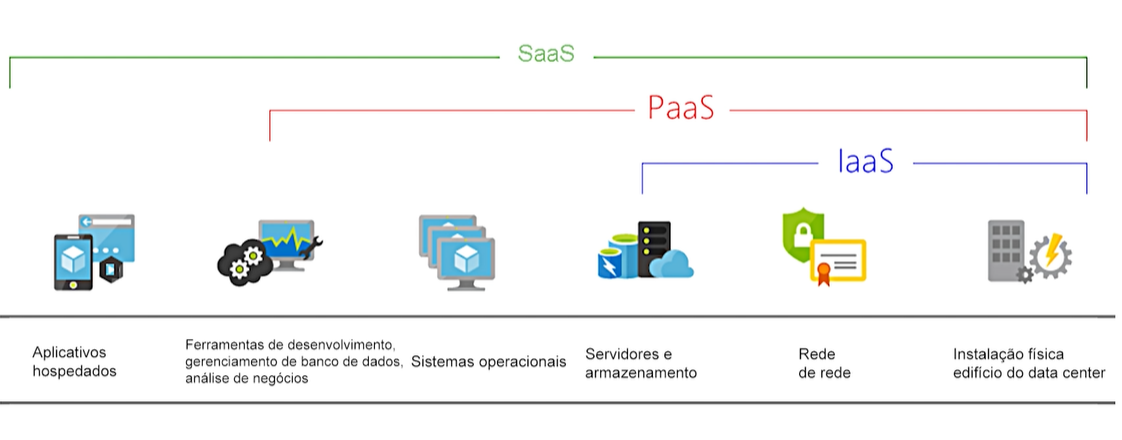 SaaS
PaaS
IaaS
Aplicativos
hospedados
Ferramentas de desenvolvimento,
gerenciamento de banco de dados,
análise de negócios
Sistemas operacionais
Servidores e
armazenamento
Rede
de rede
Instalação física
edifício do data center